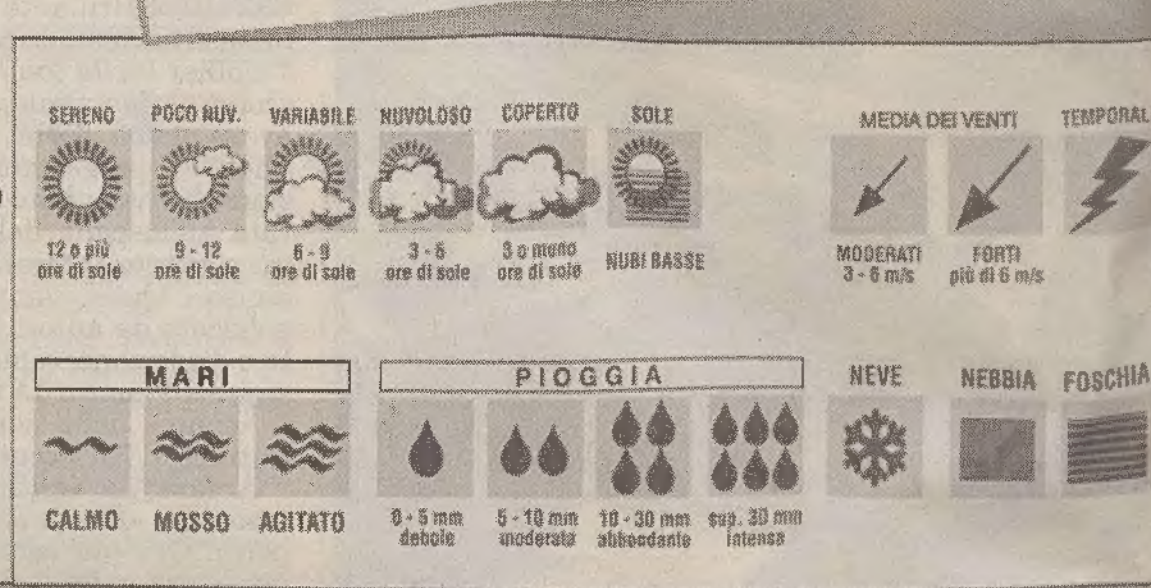 SERENO POCO NUV. VARIABILE NUVOLOSO COPERTO SOLE MEDIA DEI VENTI TEMPORAL
12 o più 9 - 12 6 - 9 3 - 6 3 o meno NUBI BASSE MODERATI FORTI
ore di sole ore di sole ore di sole ore di sole ore di sole 3 - 6 m/s più di 6 m/s
MARI PIOGGIA NEVE NEBBIA FOSCHIA
CALMO MOSSO AGITATO 0 - 5 mm 5 - 10 mm 10 - 30 mm sup. 30 mm
debole moderata abbondante intensa